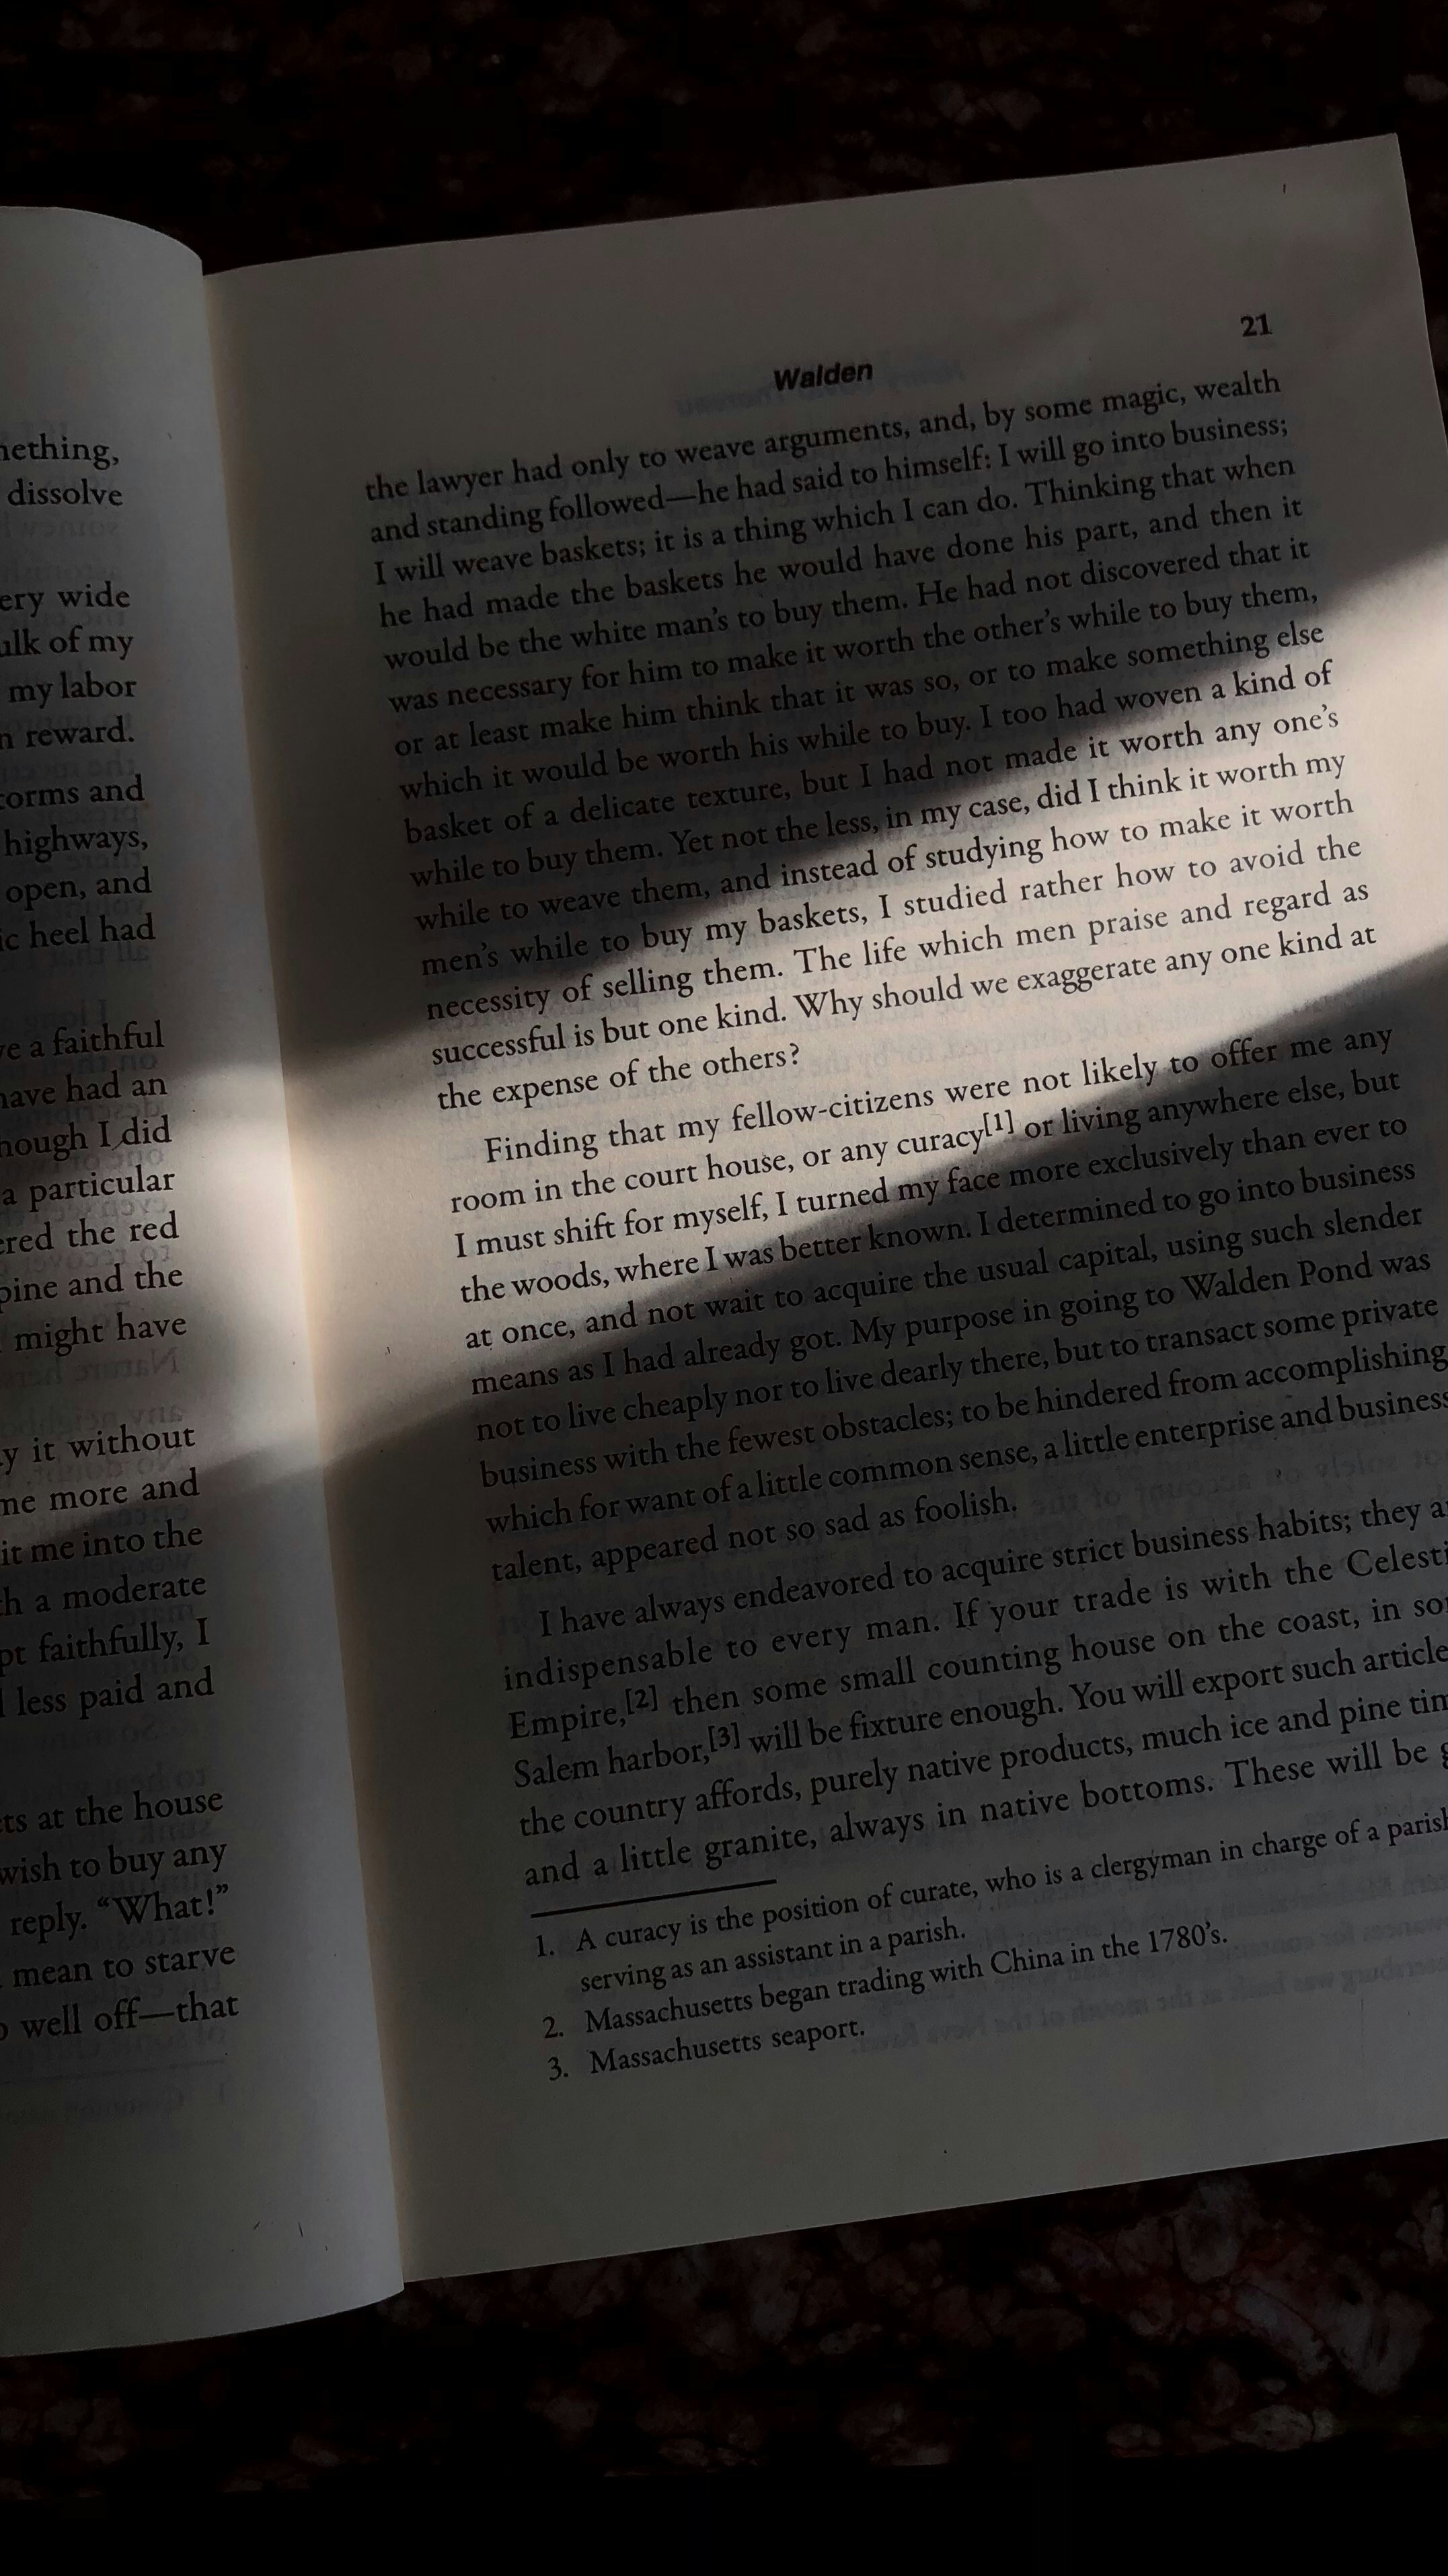 nething,
dissolve
ery wide
ulk of my
my labor
n reward.
orms and
highways,
open, and
ic heel had
ve a faithful
have had an
hough I did
a particular
ered the red
pine and the
might have
y it without
me more and
it me into the
th a moderate
pt faithfully, I
less paid and
ts at the house
wish to buy any
reply. “What!”
mean to starve
well off—that
21
Walden
the lawyer had only to weave arguments, and, by some magic, wealth
and standing followed—he had said to himself: I will go into business;
I will weave baskets; it is a thing which I can do. Thinking that when
he had made the baskets he would have done his part, and then it
would be the white man’s to buy them. He had not discovered that it
was necessary for him to make it worth the other’s while to buy them,
or at least make him think that it was so, or to make something else
which it would be worth his while to buy. I too had woven a kind of
basket of a delicate texture, but I had not made it worth any one’s
while to buy them. Yet not the less, in my case, did I think it worth my
while to weave them, and instead of studying how to make it worth
men’s while to buy my baskets, I studied rather how to avoid the
necessity of selling them. The life which men praise and regard as
successful is but one kind. Why should we exaggerate any one kind at
the expense of the others?
Finding that my fellow-citizens were not likely to offer me any
room in the court house, or any curacy[1] or living anywhere else, but
I must shift for myself, I turned my face more exclusively than ever to
the woods, where I was better known. I determined to go into business
at once, and not wait to acquire the usual capital, using such slender
means as I had already got. My purpose in going to Walden Pond was
not to live cheaply nor to live dearly there, but to transact some private
business with the fewest obstacles; to be hindered from accomplishing
which for want of a little common sense, a little enterprise and business
talent, appeared not so sad as foolish.
I have always endeavored to acquire strict business habits; they a
indispensable to every man. If your trade is with the Celesti
Empire,[2] then some small counting house on the coast, in so
Salem harbor,[3] will be fixture enough. You will export such article
the country affords, purely native products, much ice and pine tim
and a little granite, always in native bottoms. These will be g
1. A curacy is the position of curate, who is a clergyman in charge of a parish
serving as an assistant in a parish.
2. Massachusetts began trading with China in the 1780’s.
3. Massachusetts seaport.